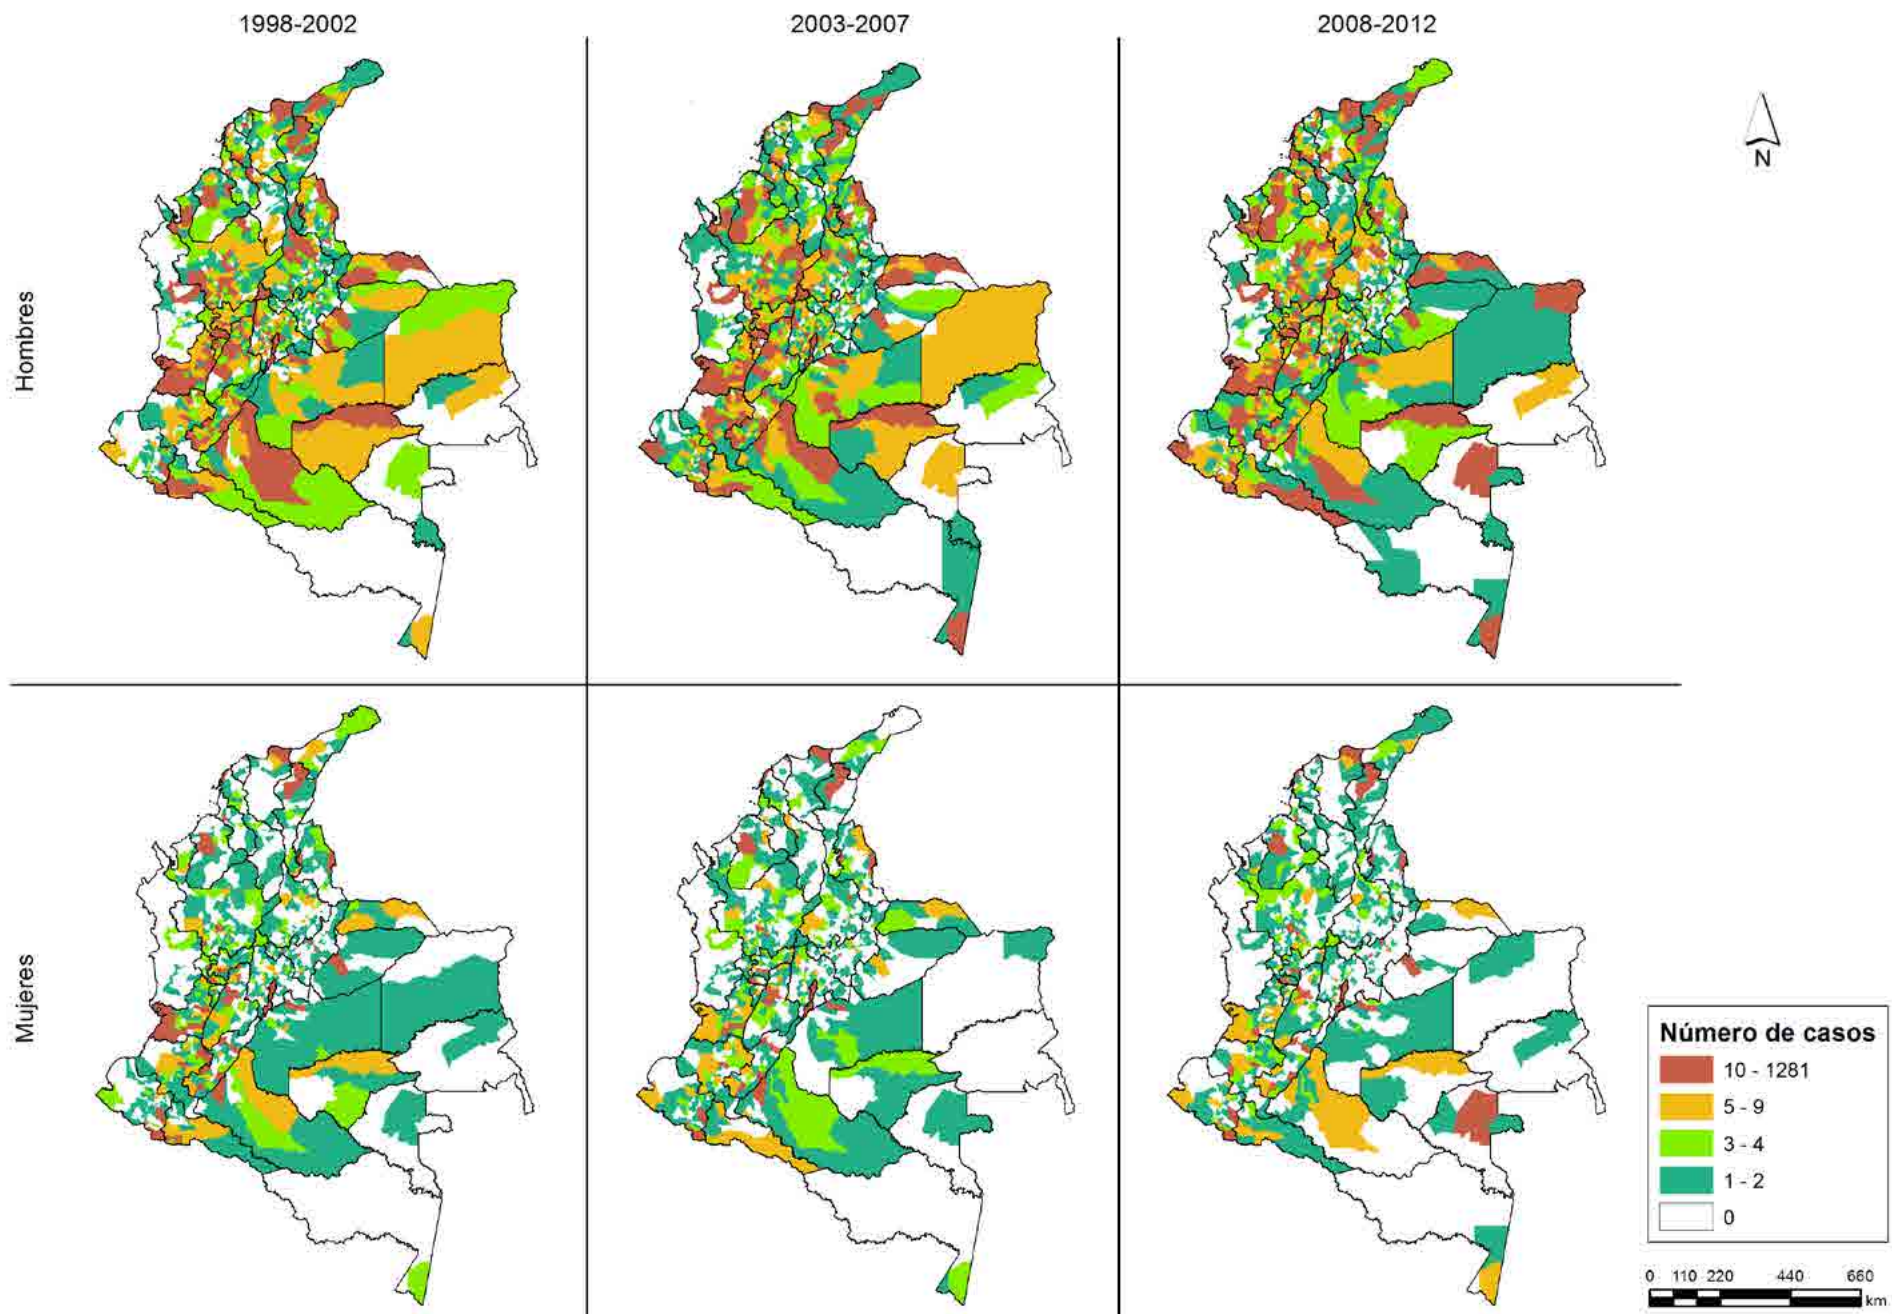 1998-2002
2003-2007
2008-2012
N
Hombres
Mujeres
Número de casos
10 - 1281
5 - 9
3 - 4
1 - 2
0
0 110 220 440 660
km